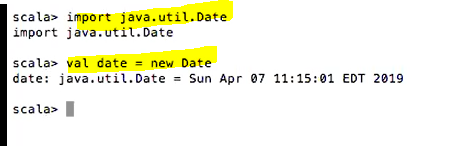 scala> import java.util.Date
import java.util.Date
scala> val date = new Date
date: java.util.Date = Sun Apr 07 11:15:01 EDT 2019
scala>